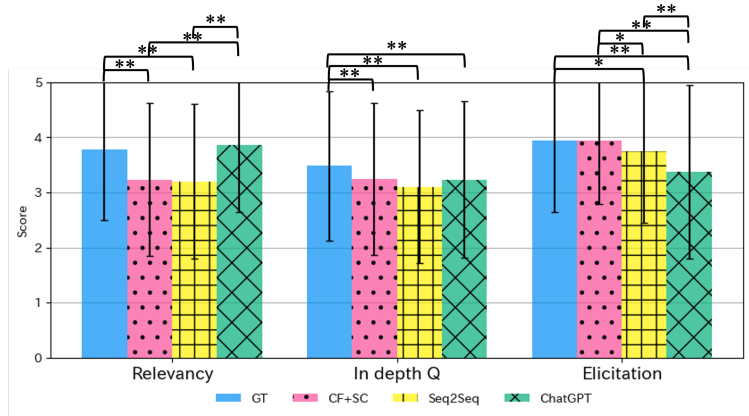 **
**
**
**
**
**
**
**
**
*
**
*
5
4
3
2
1
0
Score
Relevancy
In depth Q
Elicitation
GT
CF+SC
Seq2Seq
ChatGPT